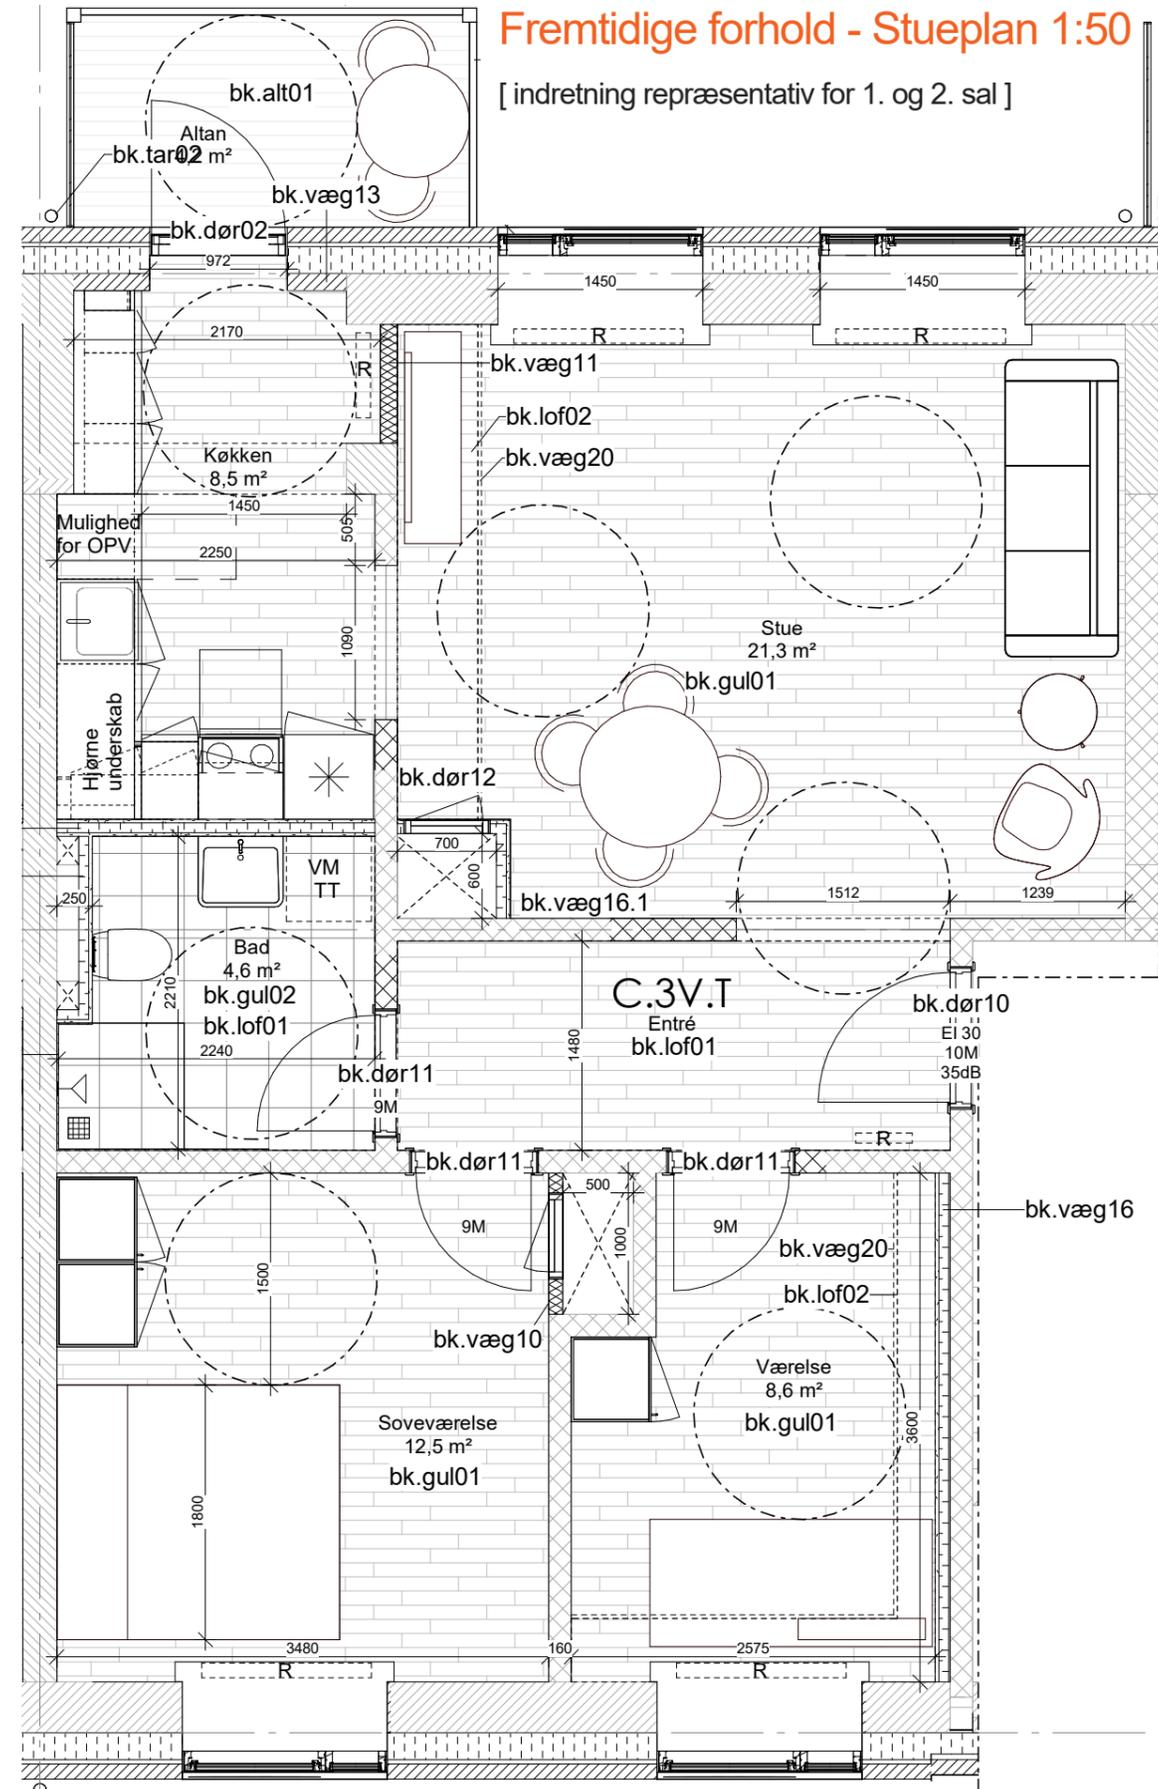 Fremtidige forhold - Stueplan 1:50
[ indretning repræsentativ for 1. og 2. sal ]
bk.alt01
Altan
4,2 m²
bk.tar02
bk.væg13
bk.dør02
972
1450
1450
2170
R
R
R
bk.væg11
bk.lof02
bk.væg20
Køkken
8,5 m²
1450
505
Mulighed
for OPV.
2250
1090
Stue
21,3 m²
bk.gul01
Hjørne
underskab
bk.dør12
700
600
VM
TT
250
bk.væg16.1
1512
1239
Bad
4,6 m²
bk.gul02
bk.lof01
2210
2240
C.3V.T
Entré
bk.lof01
1480
bk.dør10
EI 30
10M
35dB
bk.dør11
9M
R
bk.dør11
bk.dør11
500
9M
9M
1000
bk.væg16
bk.væg20
bk.lof02
1500
bk.væg10
Værelse
8,6 m²
bk.gul01
3600
Soveværelse
12,5 m²
bk.gul01
1800
3480
160
2575
R
R